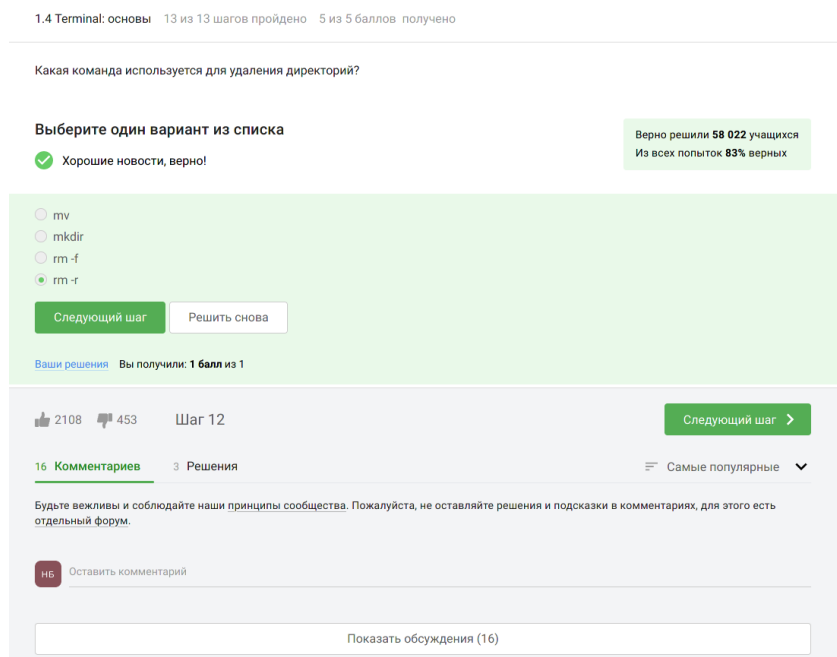 1.4 Terminal: основы 13 из 13 шагов пройдено 5 из 5 баллов получено
Какая команда используется для удаления директорий?
Выберите один вариант из списка
Хорошие новости, верно!
Верно решили 58 022 учащихся
Из всех попыток 83% верных
mv
mkdir
rm -f
rm -r
Следующий шаг
Решить снова
Ваши решения Вы получили: 1 балл из 1
2108 453 Шаг 12
Следующий шаг
16 Комментариев 3 Решения
Самые популярные
Будьте вежливы и соблюдайте наши принципы сообщества. Пожалуйста, не оставляйте решения и подсказки в комментариях, для этого есть
отдельный форум.
НБ
Оставить комментарий
Показать обсуждения (16)